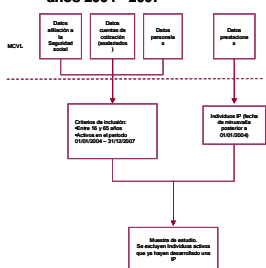 años 2004 - 2007
MCVL
Datos
afiliación a
la
Seguridad
social
Datos
cuentas de
cotización
(asalariados
)
Datos
personale
s
Datos
prestacione
s
Criterios de inclusión:
•Entre 16 y 65 años
•Activos en el periodo
01/01/2004 – 31/12/2007
Individuos IP (fecha
de minusvalía
posterior a
01/01/2004)
Muestra de estudio.
Se excluyen Individuos activos
que ya hayan desarrollado una
IP